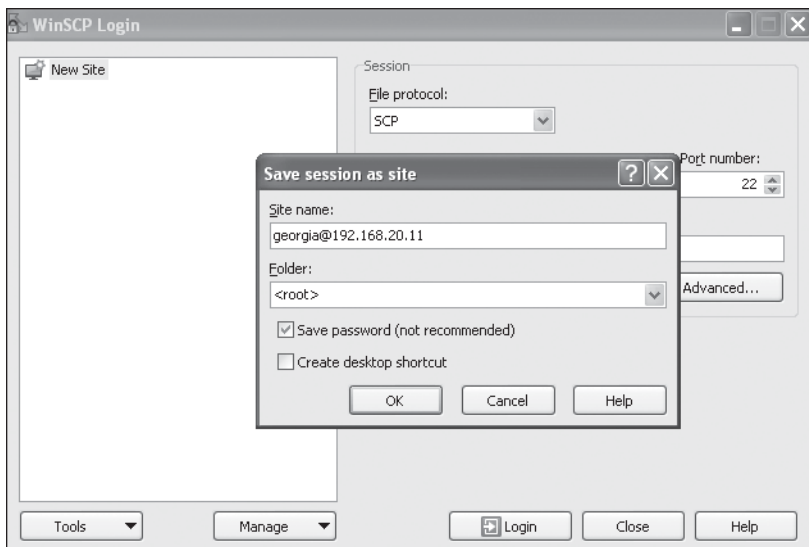 WinSCP Login
New Site
Session
File protocol:
SCP
Port number:
22
Advanced...
Save session as site
Site name:
georgia@192.168.20.11
Folder:
<root>
Save password (not recommended)
Create desktop shortcut
OK
Cancel
Help
Tools
Manage
Login
Close
Help